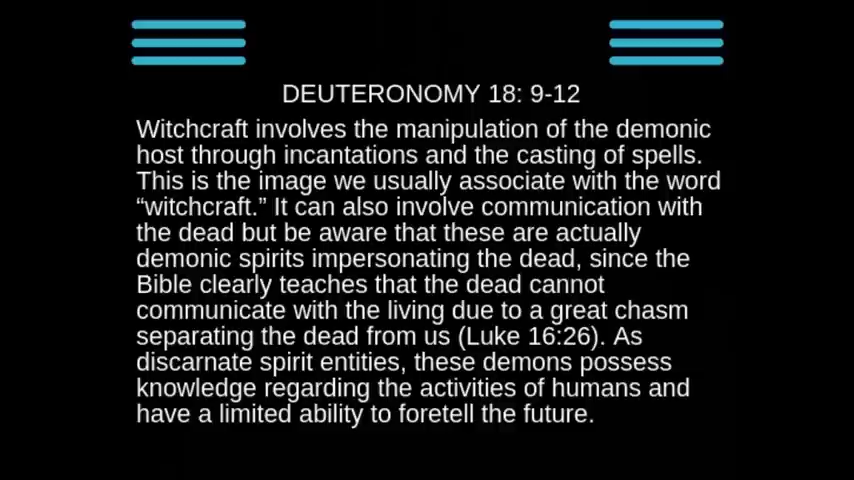 DEUTERONOMY 18: 9-12
Witchcraft involves the manipulation of the demonic
host through incantations and the casting of spells.
This is the image we usually associate with the word
“witchcraft.” It can also involve communication with
the dead but be aware that these are actually
demonic spirits impersonating the dead, since the
Bible clearly teaches that the dead cannot
communicate with the living due to a great chasm
separating the dead from us (Luke 16:26). As
discarnate spirit entities, these demons possess
knowledge regarding the activities of humans and
have a limited ability to foretell the future.